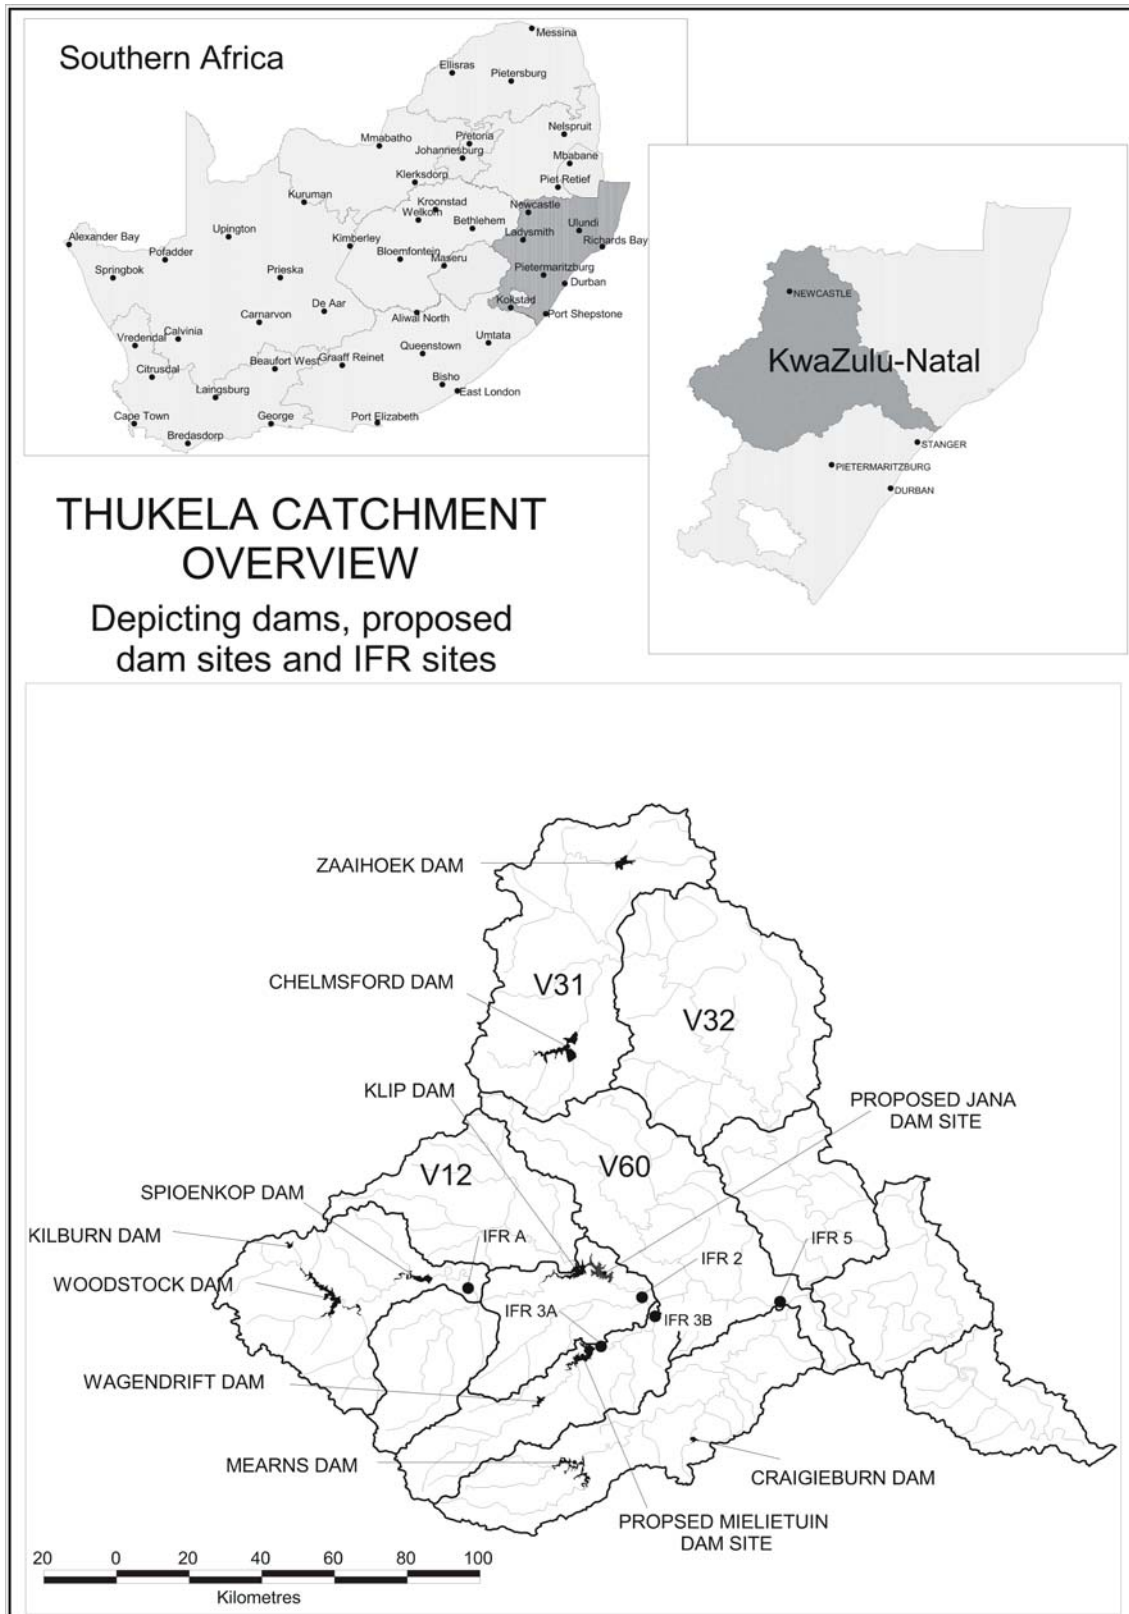 Southern Africa
Messina
Ellisras
Pietersburg
Nelspruit
Mmabatho
Pretoria
Johannesburg
Mbabane
Klerksdorp
Piet Retief
Kuruman
Kroonstad
Newcastle
Welkom
Bethlehem
Ulundi
Upington
Ladysmith
Alexander Bay
Kimberley
Richards Bay
Pofadder
Bloemfontein
Maseru
Springbok
Prieska
Pietermaritzburg
Durban
De Aar
Kokstad
Carnarvon
Aliwal North
Port Shepstone
Vredendal
Calvinia
Umtata
Queenstown
Beaufort West
Graaff Reinet
Citrusdal
Laingsburg
Bisho
East London
Cape Town
George
Port Elizabeth
Bredasdorp
NEWCASTLE
KwaZulu-Natal
STANGER
PIETERMARITZBURG
DURBAN
THUKELA CATCHMENT
OVERVIEW
Depicting dams, proposed
dam sites and IFR sites
ZAAIHOEK DAM
CHELMSFORD DAM
V31
V32
KLIP DAM
PROPOSED JANA
DAM SITE
V60
V12
SPIOENKOP DAM
KILBURN DAM
IFR A
IFR 5
IFR 2
WOODSTOCK DAM
IFR 3A
IFR 3B
WAGENDRIFT DAM
MEARNS DAM
CRAIGIEBURN DAM
PROPSED MIELIETUIN
DAM SITE
20 0 20 40 60 80 100
Kilometres